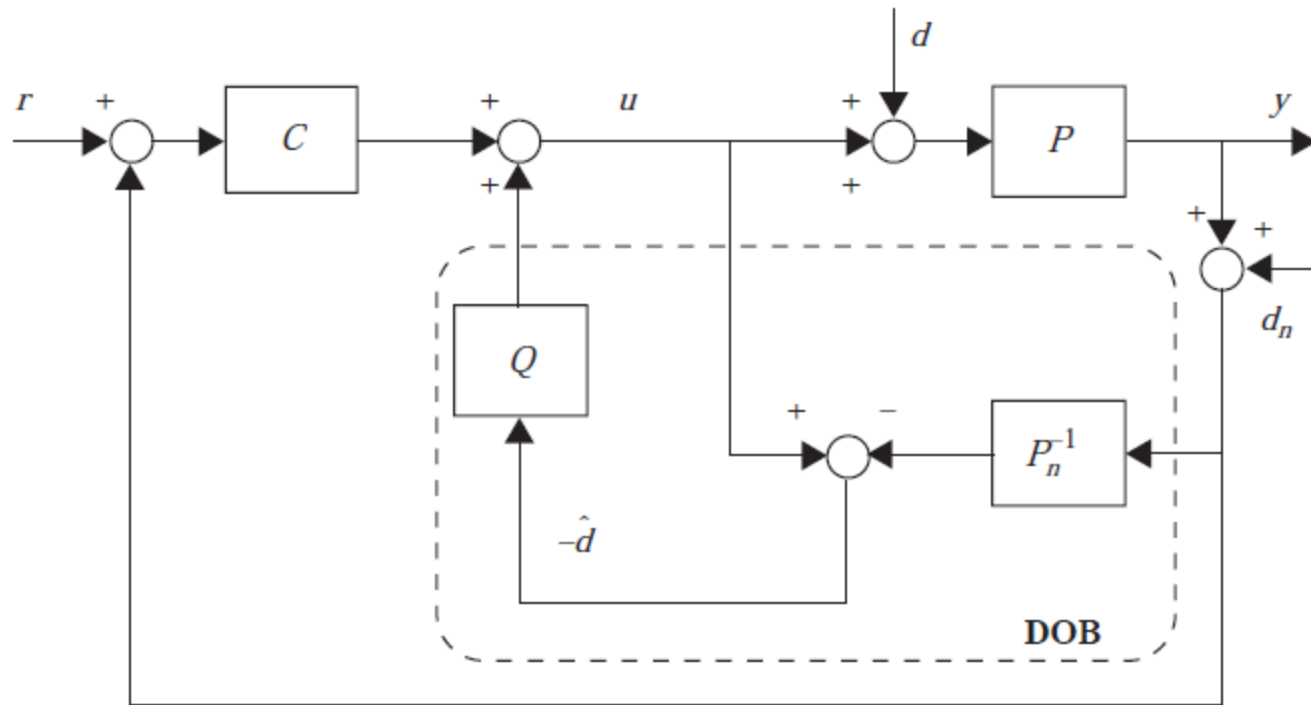 d
r + C + u + P y
+ +
+ +
Q d_n
+ − P_n^{-1}
−d̂
DOB